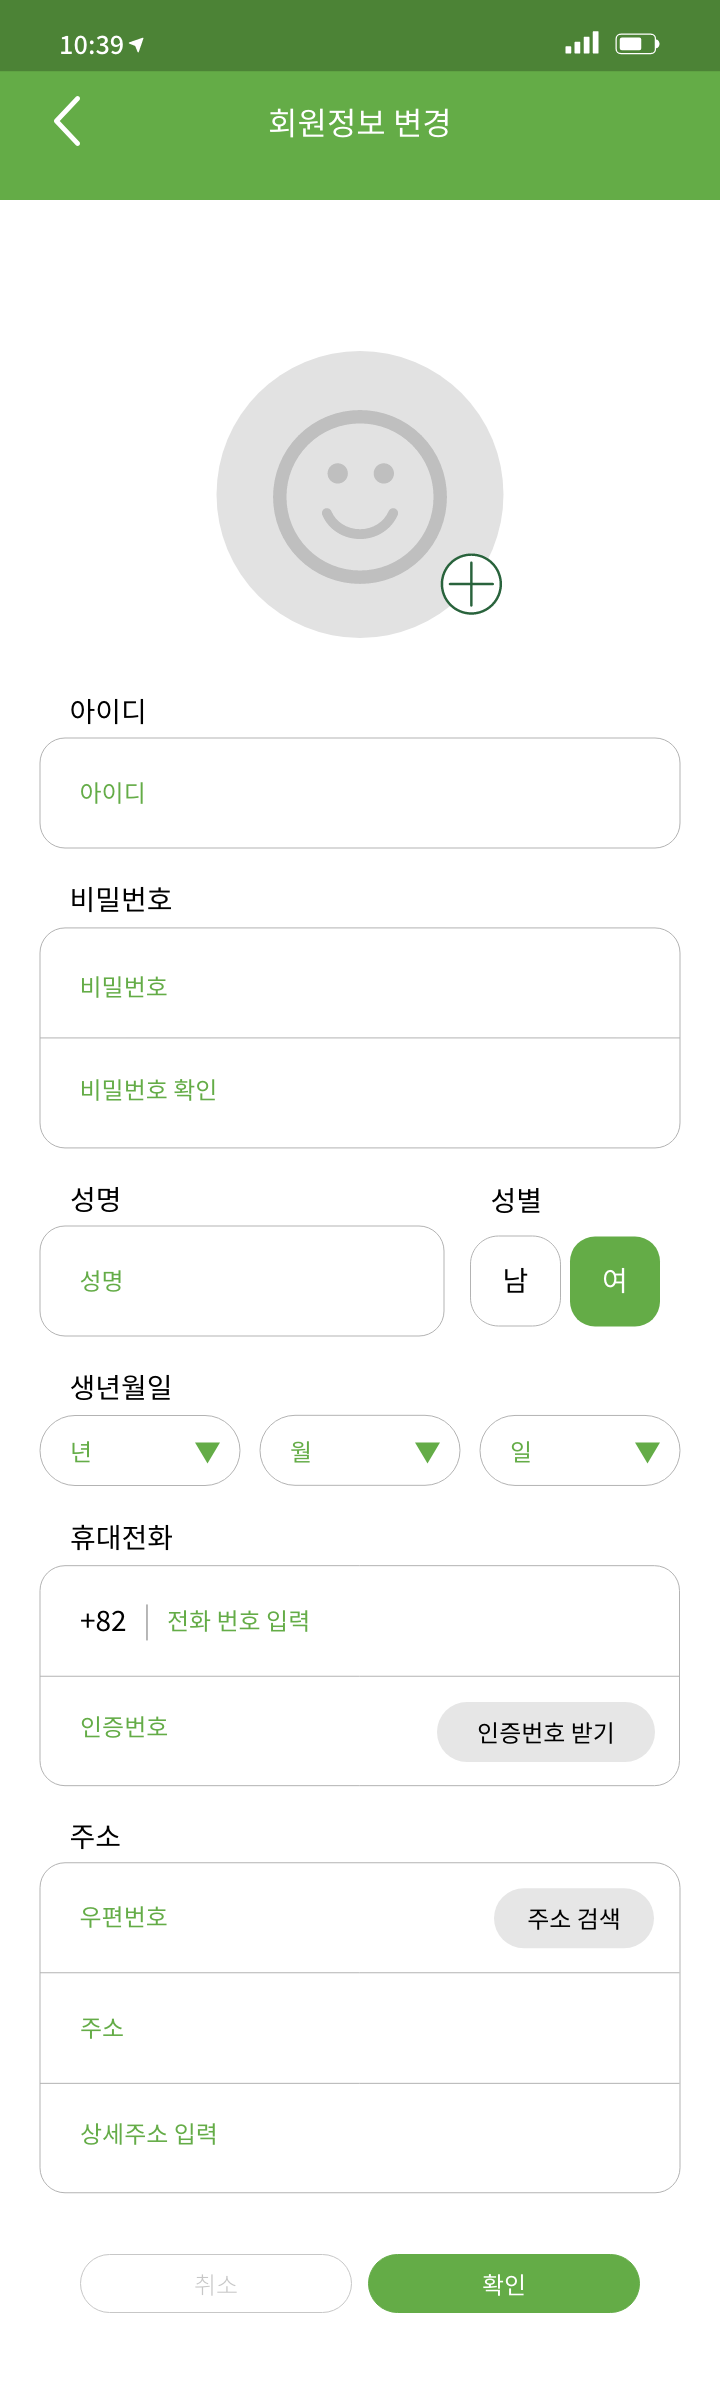 10:39
회원정보 변경
아이디
아이디
비밀번호
비밀번호
비밀번호 확인
성명 성별
성명 남 여
생년월일
년 월 일
휴대전화
+82 전화 번호 입력
인증번호 인증번호 받기
주소
우편번호 주소 검색
주소
상세주소 입력
취소 확인